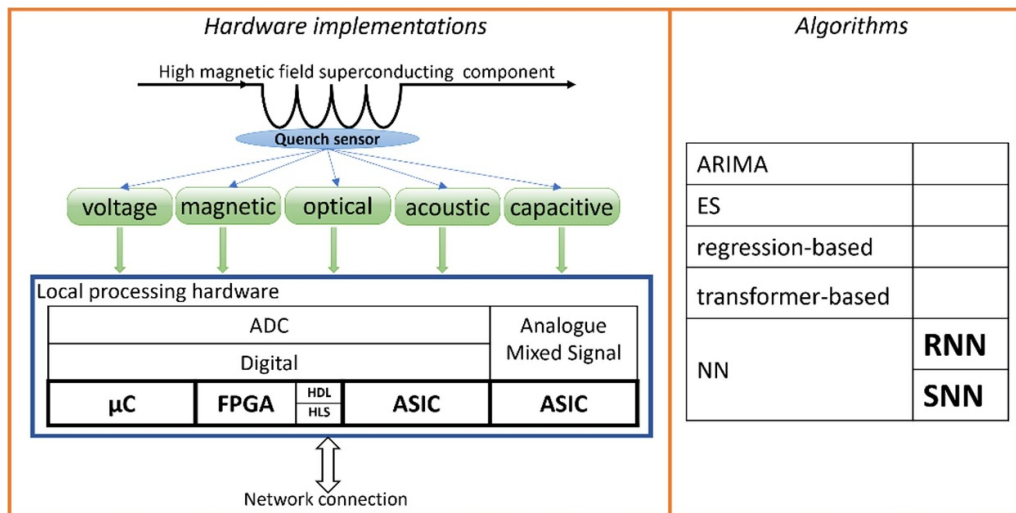 Hardware implementations
High magnetic field superconducting component
Quench sensor
voltage magnetic optical acoustic capacitive
Local processing hardware
ADC
Digital
Analogue
Mixed Signal
μC FPGA HDL ASIC ASIC
HLS
Network connection
Algorithms
ARIMA
ES
regression-based
transformer-based
NN
RNN
SNN